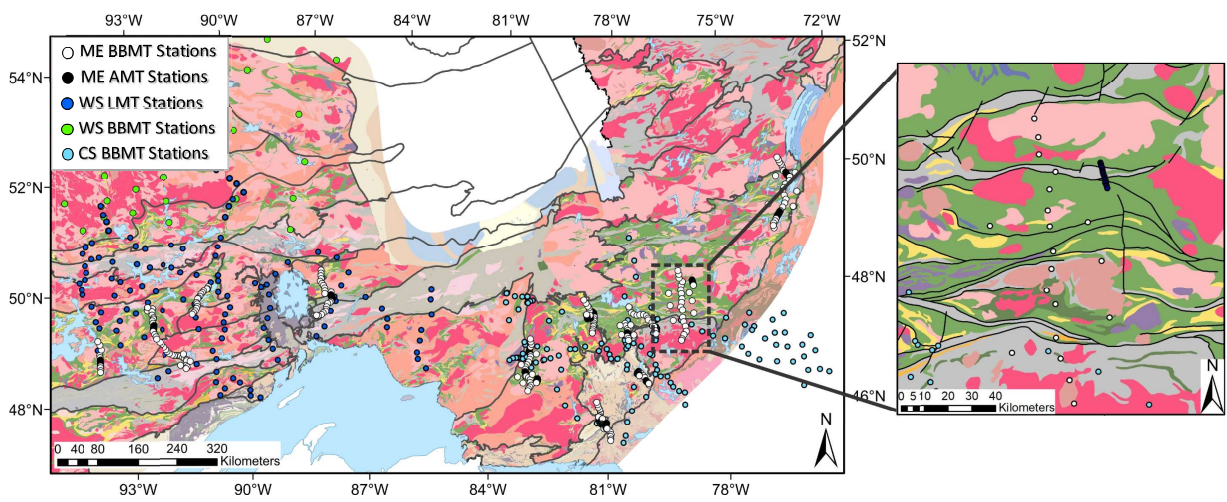 93°W 90°W 87°W 84°W 81°W 78°W 75°W 72°W
ME BBMT Stations
ME AMT Stations
WS LMT Stations
WS BBMT Stations
CS BBMT Stations
54°N
52°N
50°N
48°N
52°N
50°N
48°N
46°N
N
0 40 80 160 240 320
Kilometers
93°W 90°W 87°W 84°W 81°W 78°W
N
0 5 10 20 30 40
Kilometers